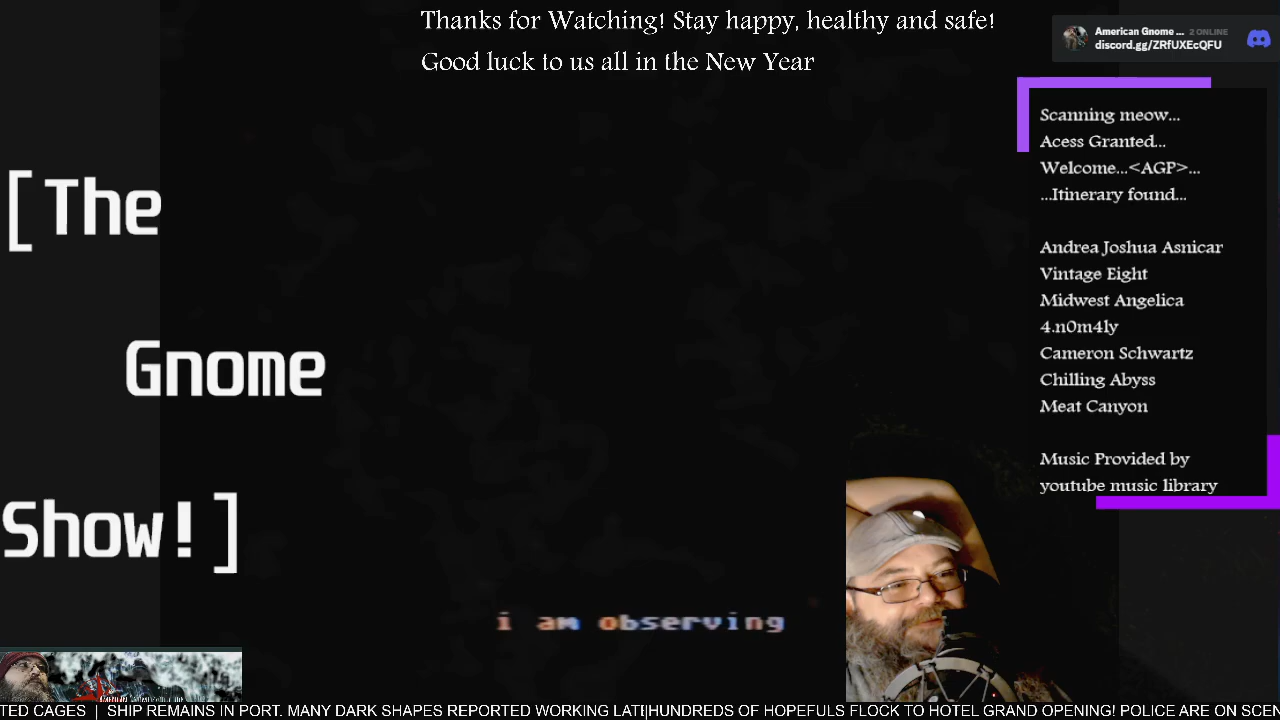 Thanks for Watching! Stay happy, healthy and safe!
Good luck to us all in the New Year
American Gnome ... 2 ONLINE
discord.gg/ZRfUXEcQFU
Scanning meow...
Acess Granted...
Welcome...<AGP>...
...Itinerary found...
Andrea Joshua Asnicar
Vintage Eight
Midwest Angelica
4.n0m4ly
Cameron Schwartz
Chilling Abyss
Meat Canyon
Music Provided by
youtube music library
[The
Gnome
Show!]
i am observing
TED CAGES | SHIP REMAINS IN PORT. MANY DARK SHAPES REPORTED WORKING LATE|HUNDREDS OF HOPEFULS FLOCK TO HOTEL GRAND OPENING! POLICE ARE ON SCEN